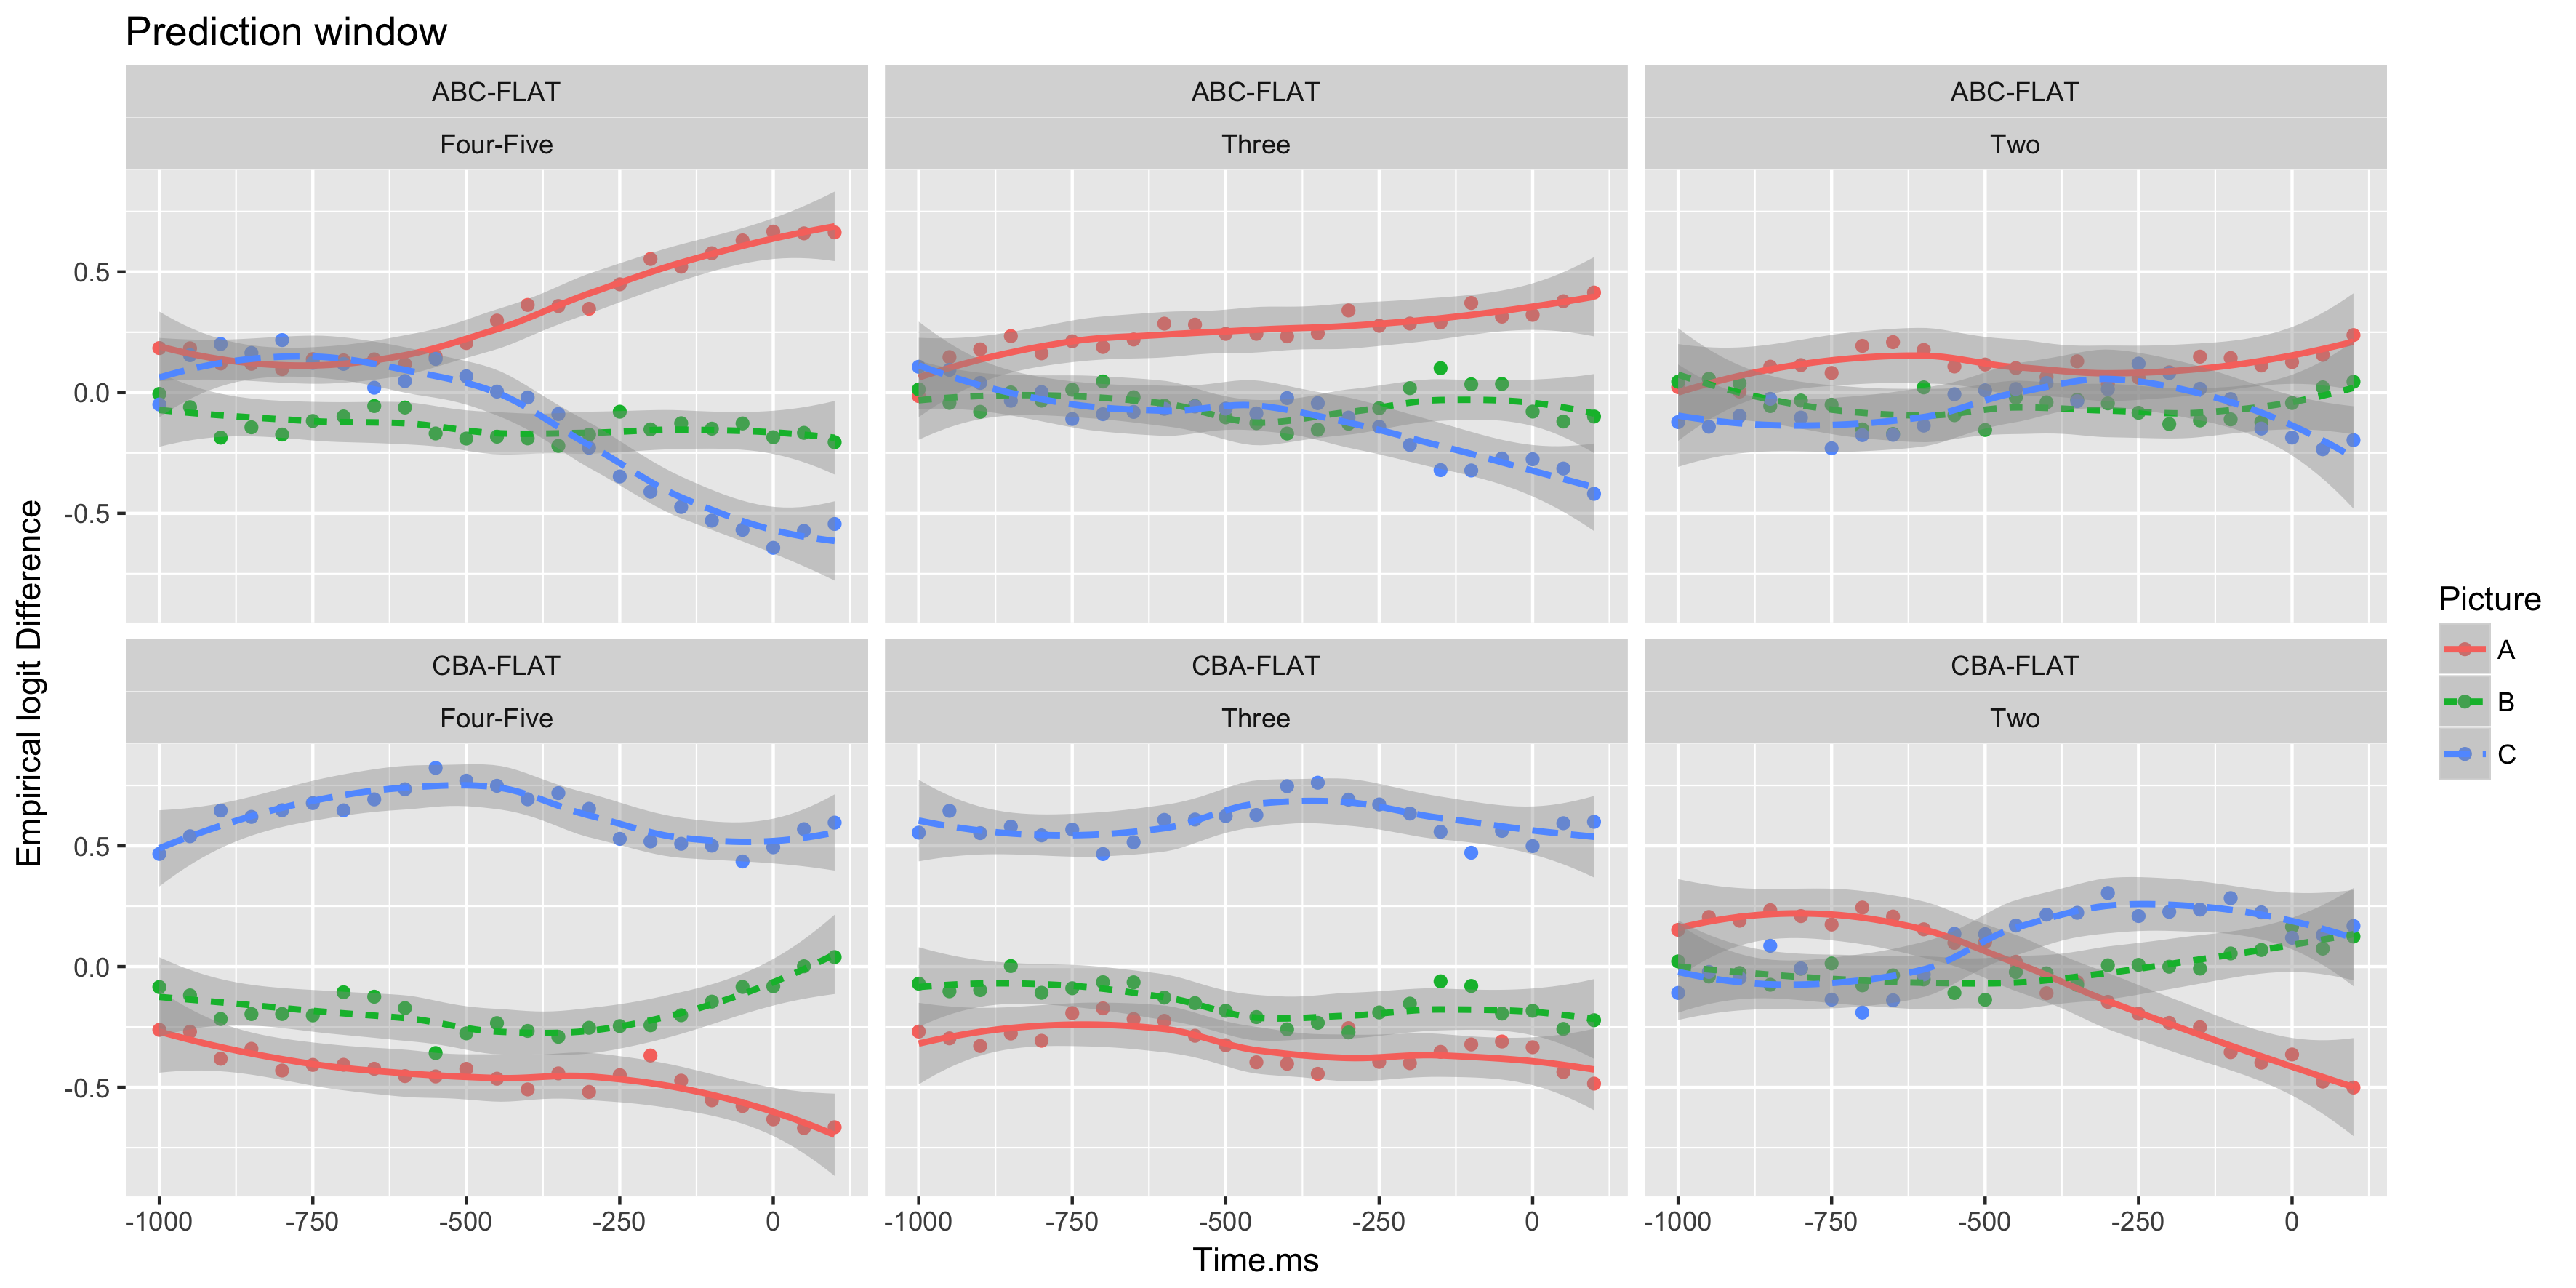 Prediction window
ABC-FLAT ABC-FLAT ABC-FLAT
Four-Five Three Two
0.5
0.0
-0.5
CBA-FLAT CBA-FLAT CBA-FLAT
Four-Five Three Two
0.5
0.0
-0.5
-1000 -750 -500 -250 0 -1000 -750 -500 -250 0 -1000 -750 -500 -250 0
Time.ms
Empirical logit Difference
Picture
A
B
C